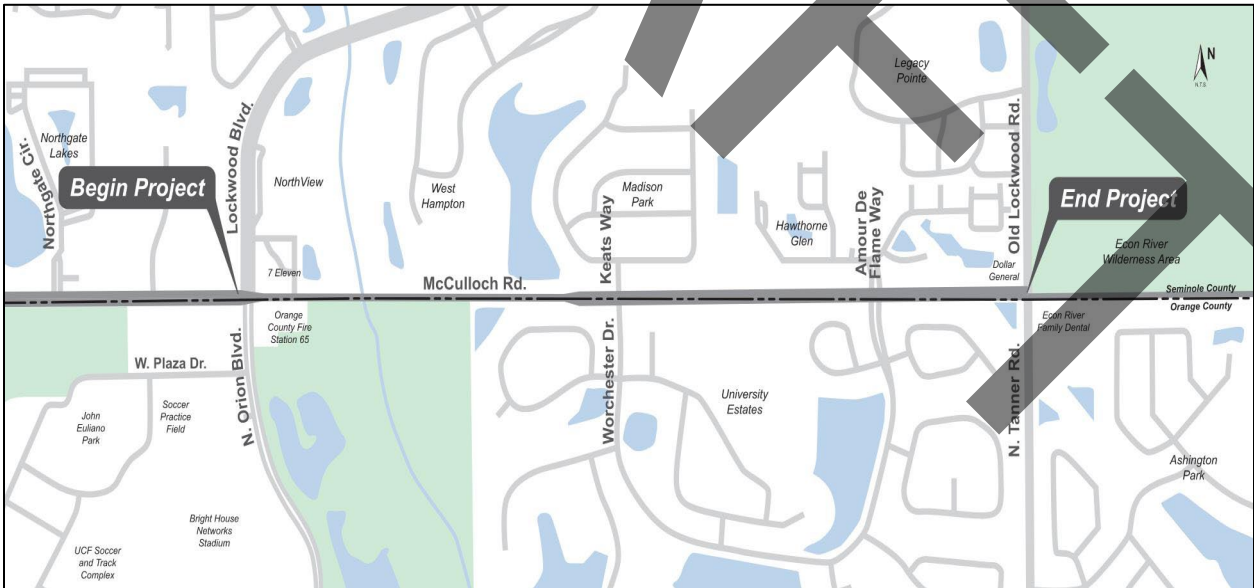 N
N.T.S
Legacy
Pointe
Northgate
Lakes
Northgate Cir.
Begin Project
Lockwood Blvd.
NorthView
West
Hampton
Keats Way
Madison
Park
Hawthorne
Glen
Amour De
Flame Way
Old Lockwood Rd.
End Project
Econ River
Wilderness Area
Dollar
General
7 Eleven
McCulloch Rd.
Seminole County
Orange County
Orange
County Fire
Station 65
Econ River
Family Dental
W. Plaza Dr.
N. Orion Blvd.
Worchester Dr.
University
Estates
N. Tanner Rd.
John
Euliano
Park
Soccer
Practice
Field
Ashington
Park
Bright House
Networks
Stadium
UCF Soccer
and Track
Complex